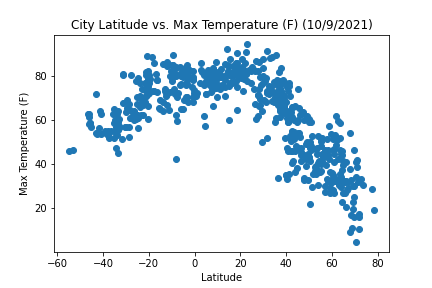 City Latitude vs. Max Temperature (F) (10/9/2021)
Max Temperature (F)
80
60
40
20
−60 −40 −20 0 20 40 60 80
Latitude